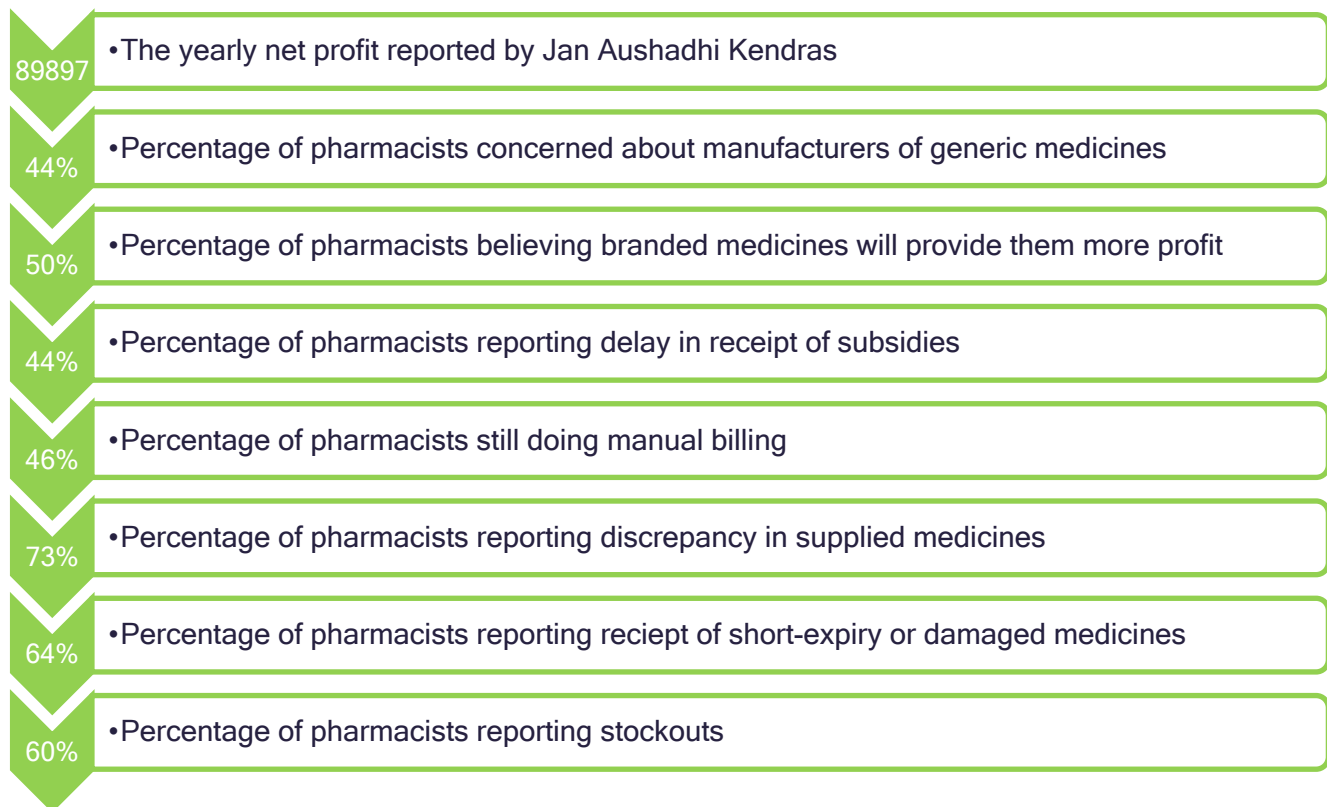 89897
•The yearly net profit reported by Jan Aushadhi Kendras
44%
•Percentage of pharmacists concerned about manufacturers of generic medicines
50%
•Percentage of pharmacists believing branded medicines will provide them more profit
44%
•Percentage of pharmacists reporting delay in receipt of subsidies
46%
•Percentage of pharmacists still doing manual billing
73%
•Percentage of pharmacists reporting discrepancy in supplied medicines
64%
•Percentage of pharmacists reporting reciept of short-expiry or damaged medicines
60%
•Percentage of pharmacists reporting stockouts